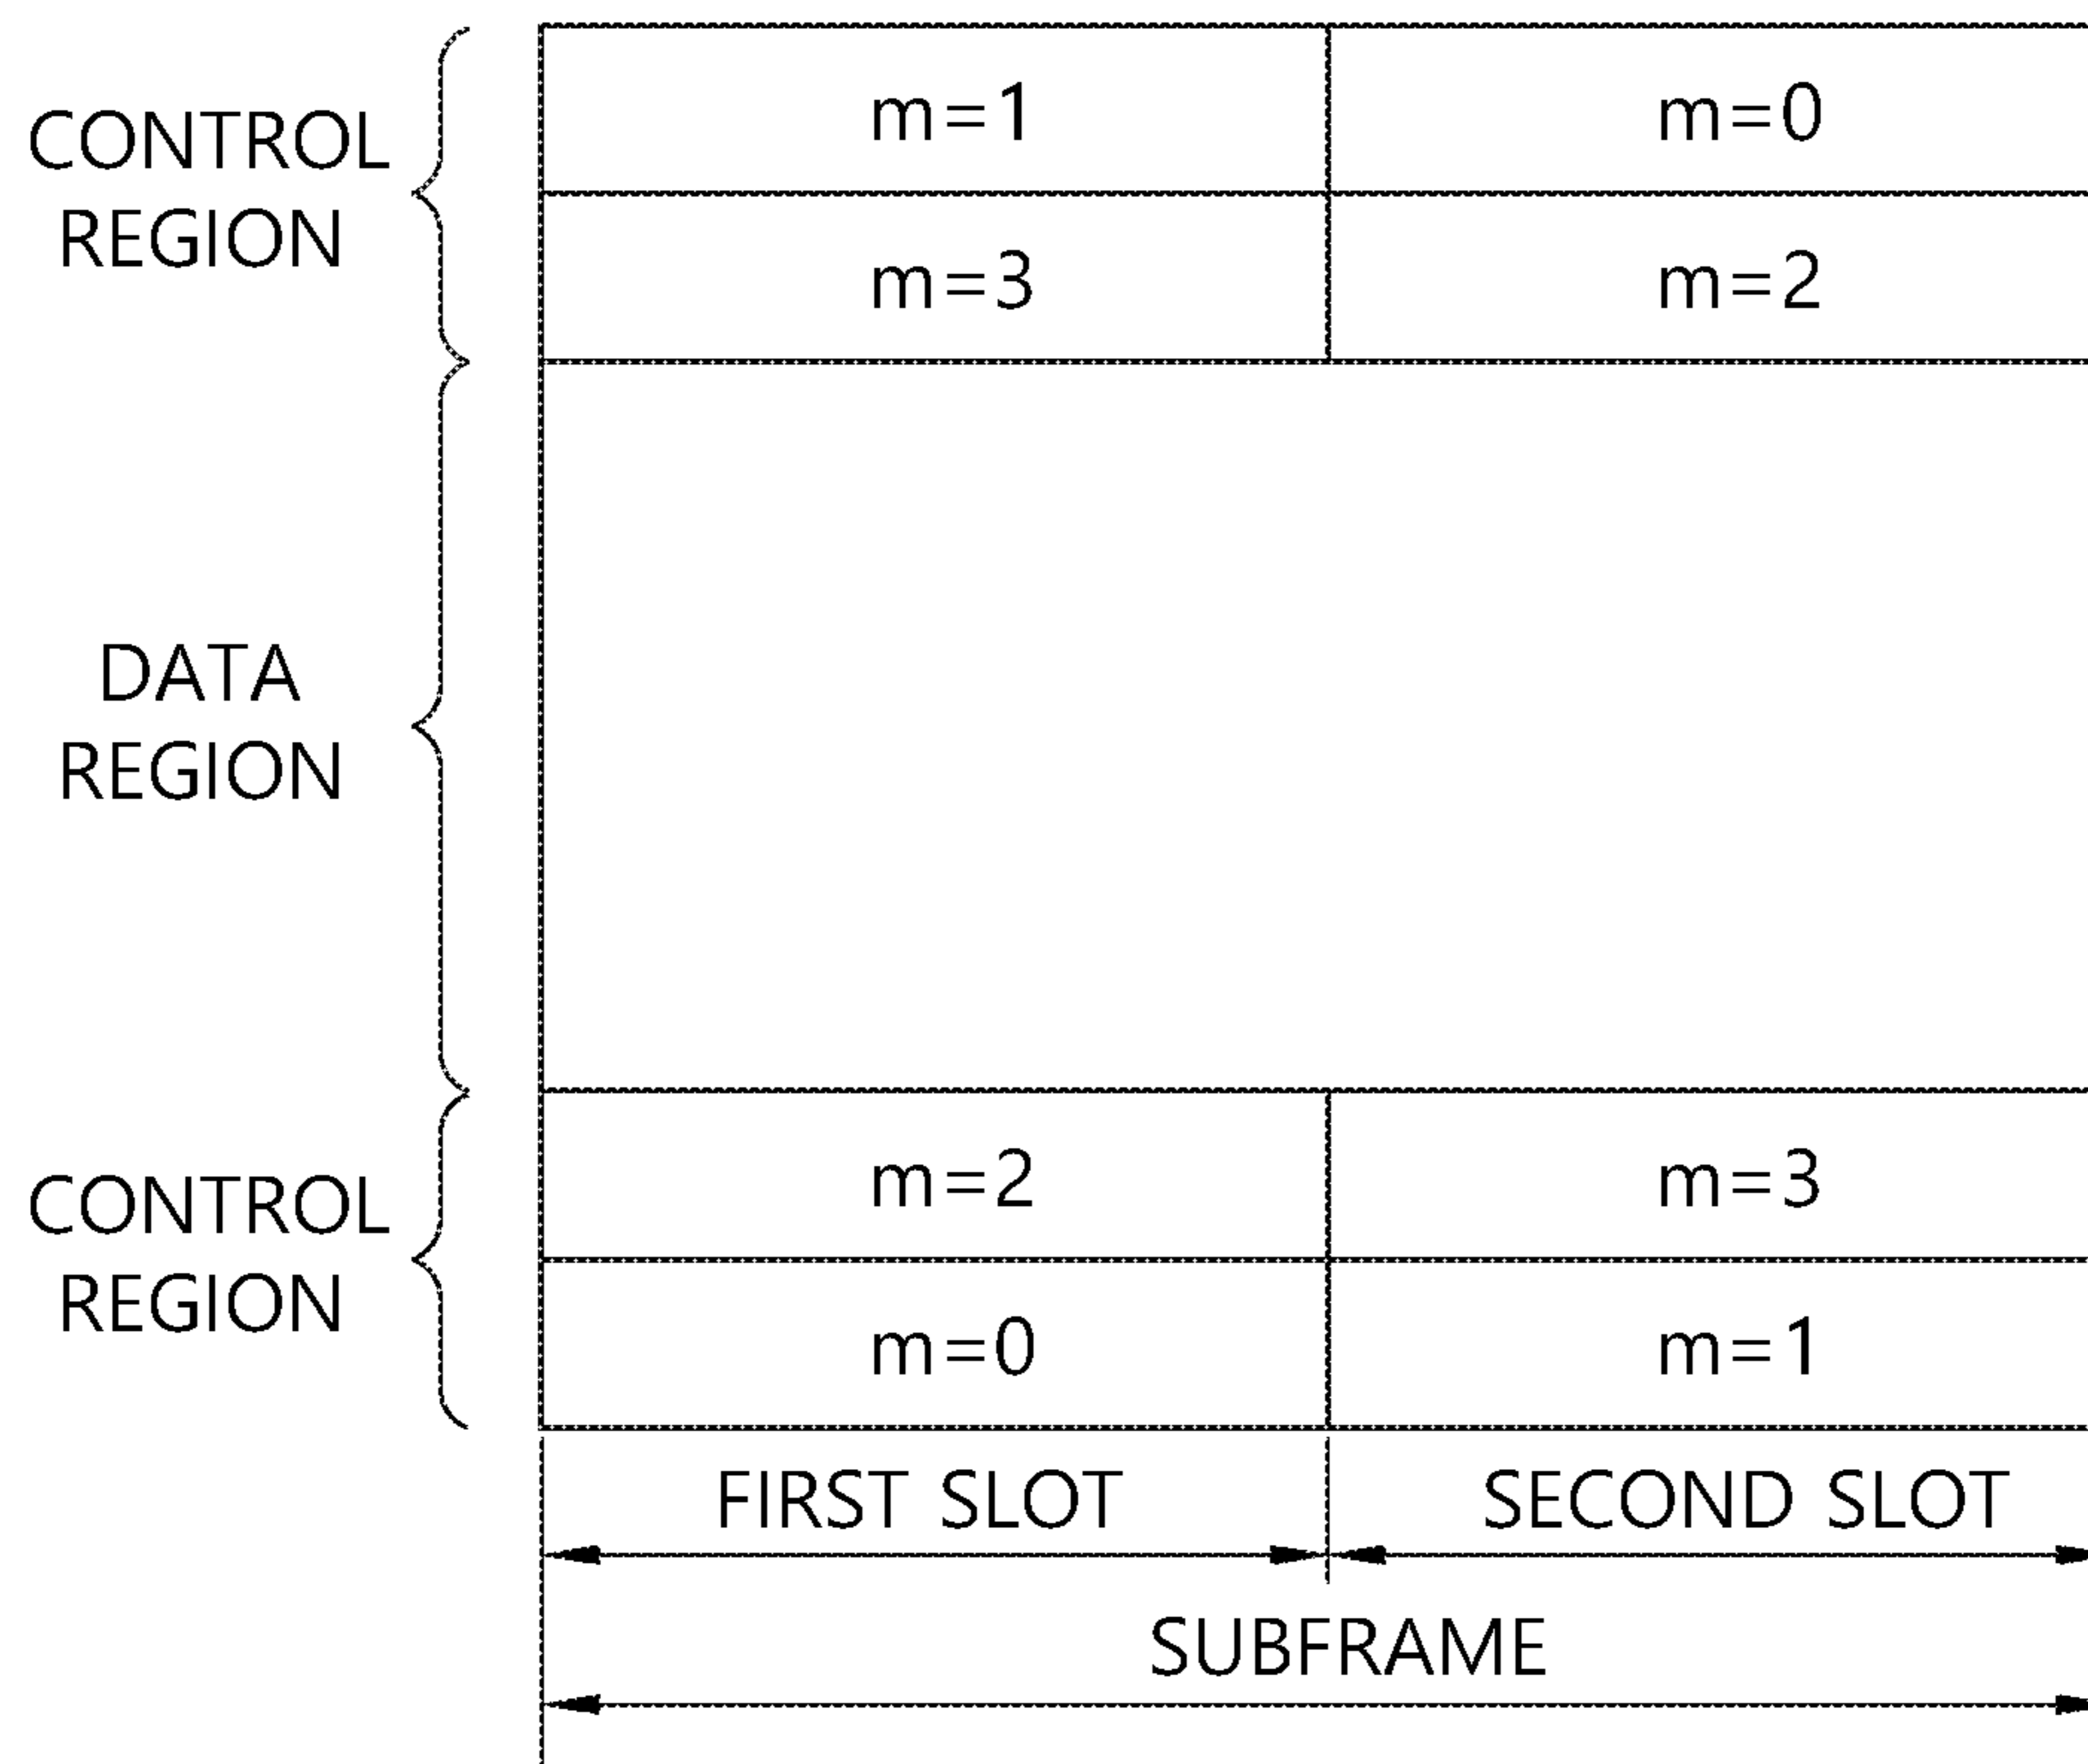 m=1 m=0
CONTROL
REGION
m=3 m=2
DATA
REGION
m=2 m=3
CONTROL
REGION
m=0 m=1
FIRST SLOT SECOND SLOT
SUBFRAME